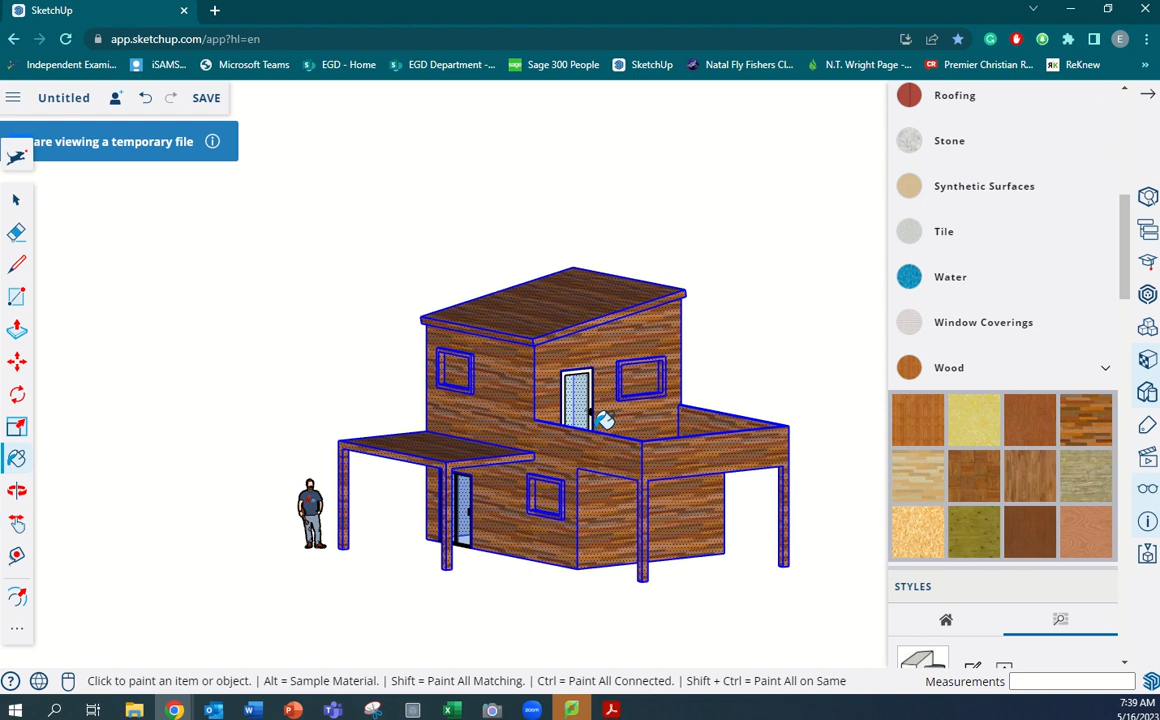 SketchUp
app.sketchup.com/app?hl=en
E
Independent Exami...
iSAMS...
Microsoft Teams
EGD - Home
EGD Department -...
Sage 300 People
SketchUp
Natal Fly Fishers Cl...
N.T. Wright Page -...
Premier Christian R...
ReKnew
Untitled
SAVE
are viewing a temporary file
Roofing
Stone
Synthetic Surfaces
Tile
Water
Window Coverings
Wood
STYLES
Click to paint an item or object. | Alt = Sample Material. | Shift = Paint All Matching. | Ctrl = Paint All Connected. | Shift + Ctrl = Paint All on Same
Measurements
zoom
7:39 AM
5/16/2023